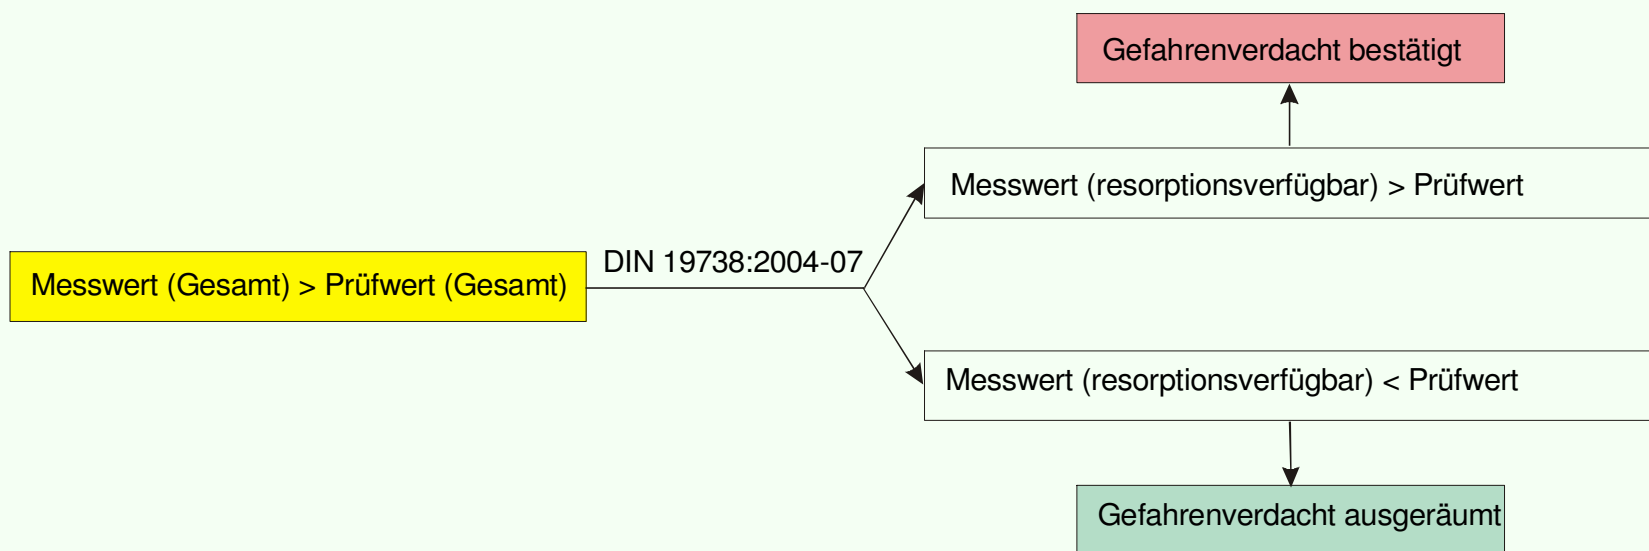 Gefahrenverdacht bestätigt
Messwert (resorptionsverfügbar) > Prüfwert
DIN 19738:2004-07
Messwert (Gesamt) > Prüfwert (Gesamt)
Messwert (resorptionsverfügbar) < Prüfwert
Gefahrenverdacht ausgeräumt